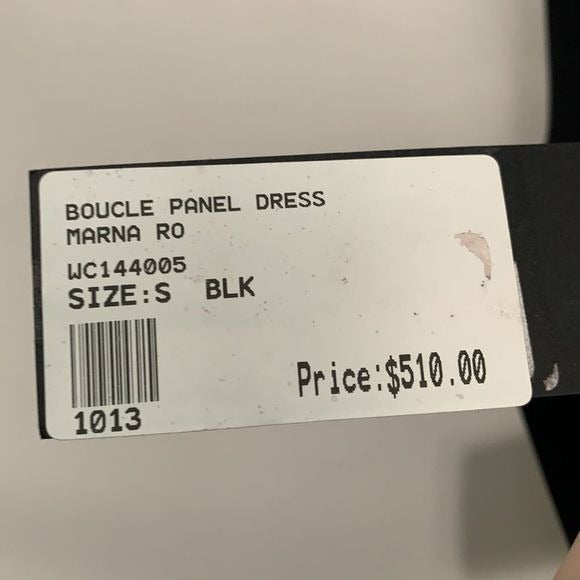 BOUCLE PANEL DRESS
MARNA RO
WC144005
SIZE:S BLK
Price:$510.00
1013